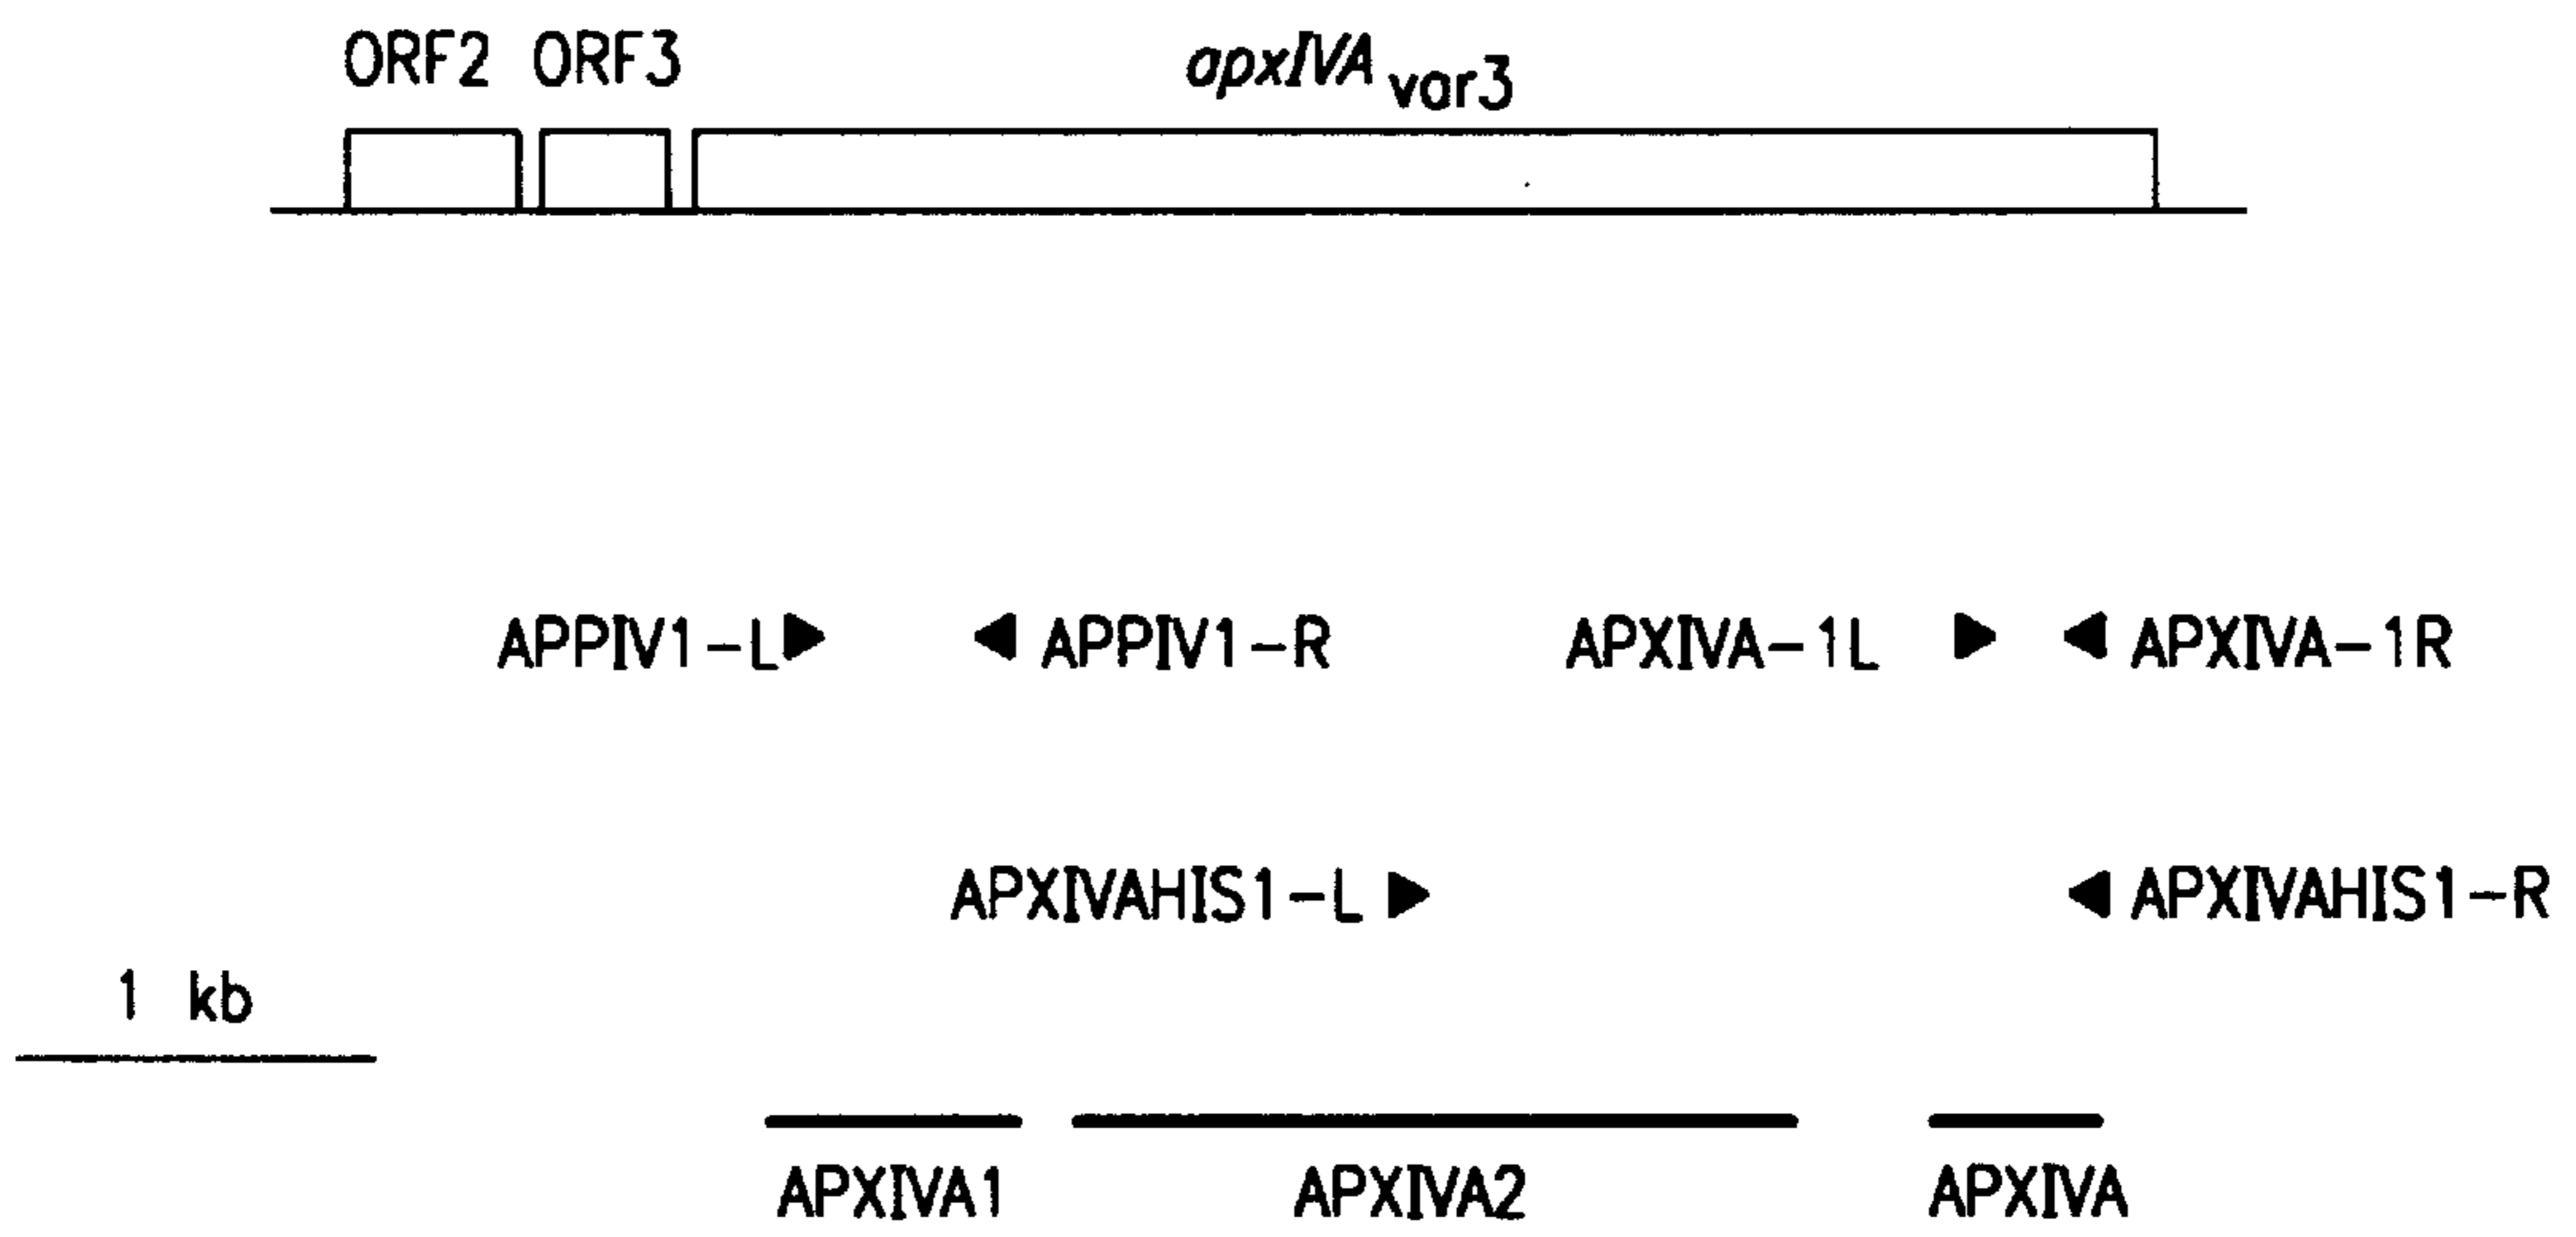 ORF2 ORF3 apxIVA var3
APPIV1-L APPIV1-R APXIVA-1L APXIVA-1R
APXIVAHIS1-L APXIVAHIS1-R
1 kb
APXIVA1 APXIVA2 APXIVA